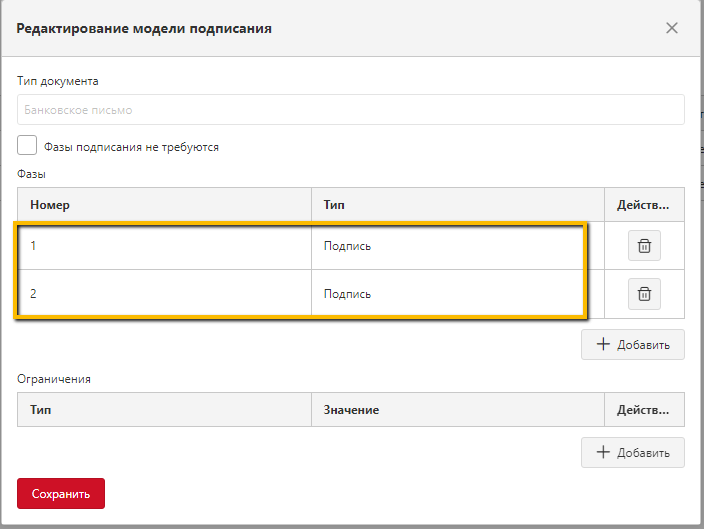 Редактирование модели подписания
Тип документа
Банковское письмо
Фазы подписания не требуются
Фазы
Номер Тип Действ...
1 Подпись
2 Подпись
Добавить
Ограничения
Тип Значение Действ...
Добавить
Сохранить